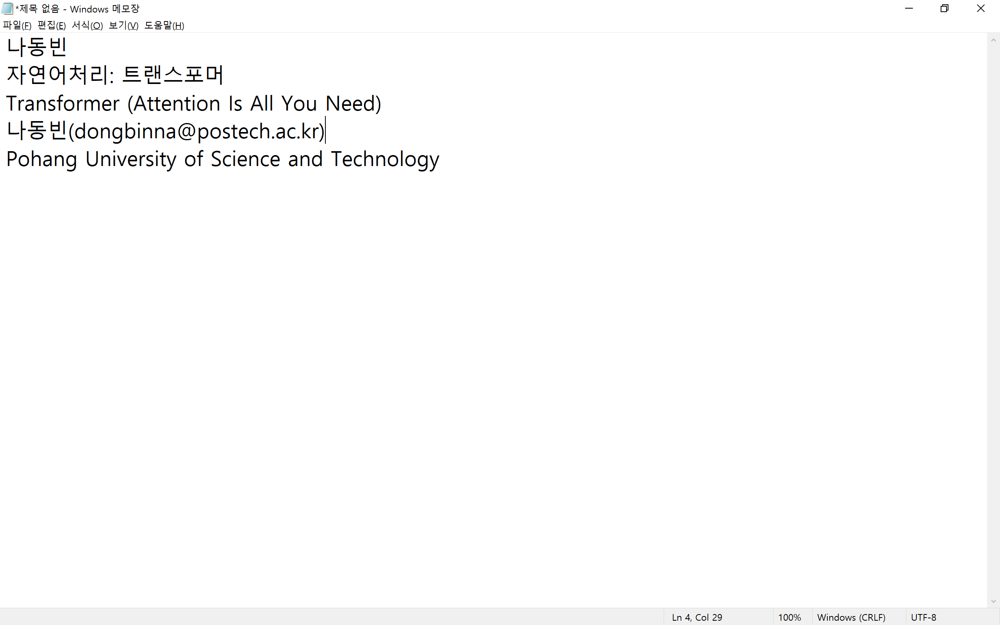 *제목 없음 - Windows 메모장
파일(F) 편집(E) 서식(O) 보기(V) 도움말(H)
나동빈
자연어처리: 트랜스포머
Transformer (Attention Is All You Need)
나동빈(dongbinna@postech.ac.kr)
Pohang University of Science and Technology
Ln 4, Col 29 100% Windows (CRLF) UTF-8